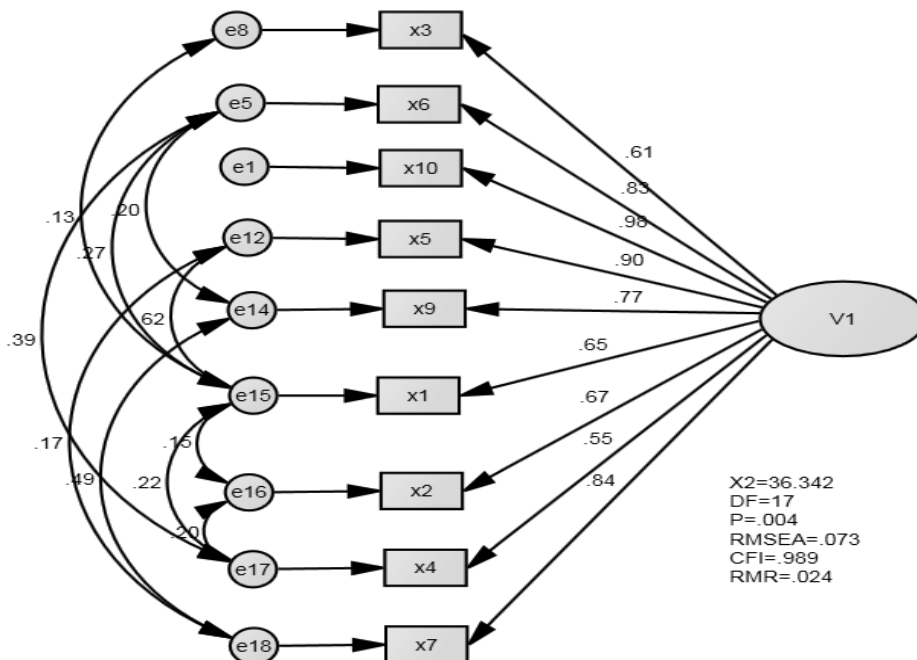 e8
x3
e5
x6
.61
e1
x10
.83
.13
.20
.98
e12
x5
.27
.90
e14
x9
.77
V1
.62
.39
.65
e15
x1
.67
.17
.15
.55
.49
.22
e16
x2
.84
X2=36.342
DF=17
P=.004
.20
RMSEA=.073
e17
x4
CFI=.989
RMR=.024
e18
x7